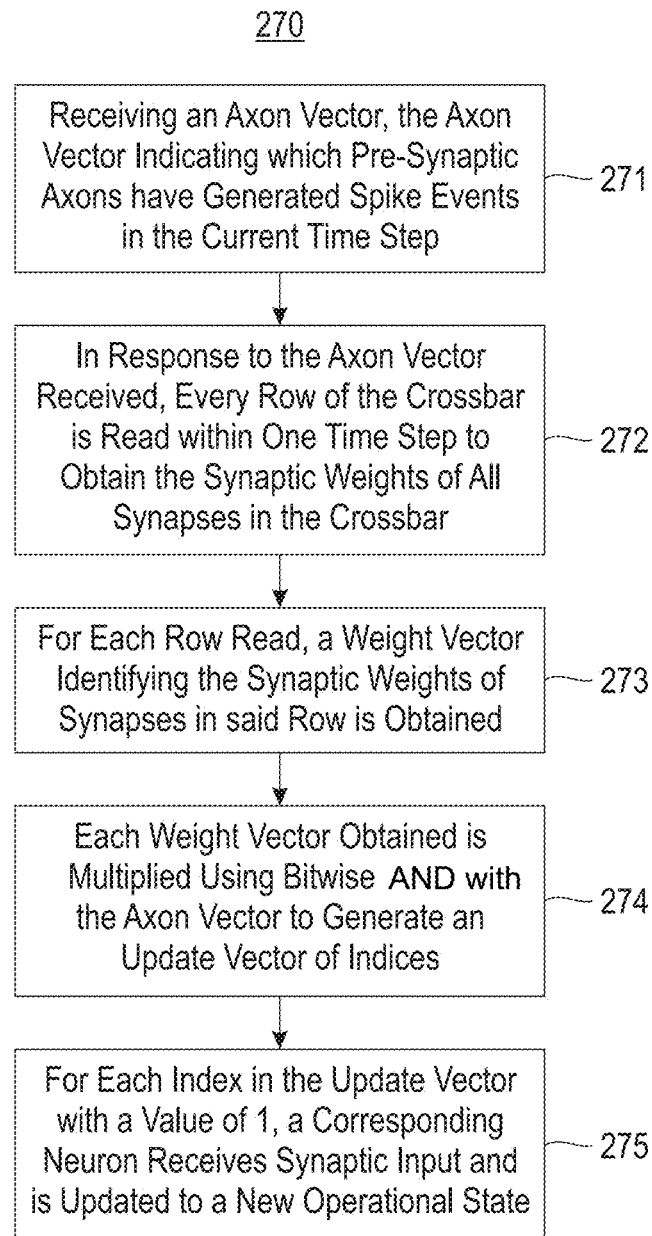 270
Receiving an Axon Vector, the Axon
Vector Indicating which Pre-Synaptic
Axons have Generated Spike Events
in the Current Time Step
271
In Response to the Axon Vector
Received, Every Row of the Crossbar
is Read within One Time Step to
Obtain the Synaptic Weights of All
Synapses in the Crossbar
272
For Each Row Read, a Weight Vector
Identifying the Synaptic Weights of
Synapses in said Row is Obtained
273
Each Weight Vector Obtained is
Multiplied Using Bitwise AND with
the Axon Vector to Generate an
Update Vector of Indices
274
For Each Index in the Update Vector
with a Value of 1, a Corresponding
Neuron Receives Synaptic Input and
is Updated to a New Operational State
275